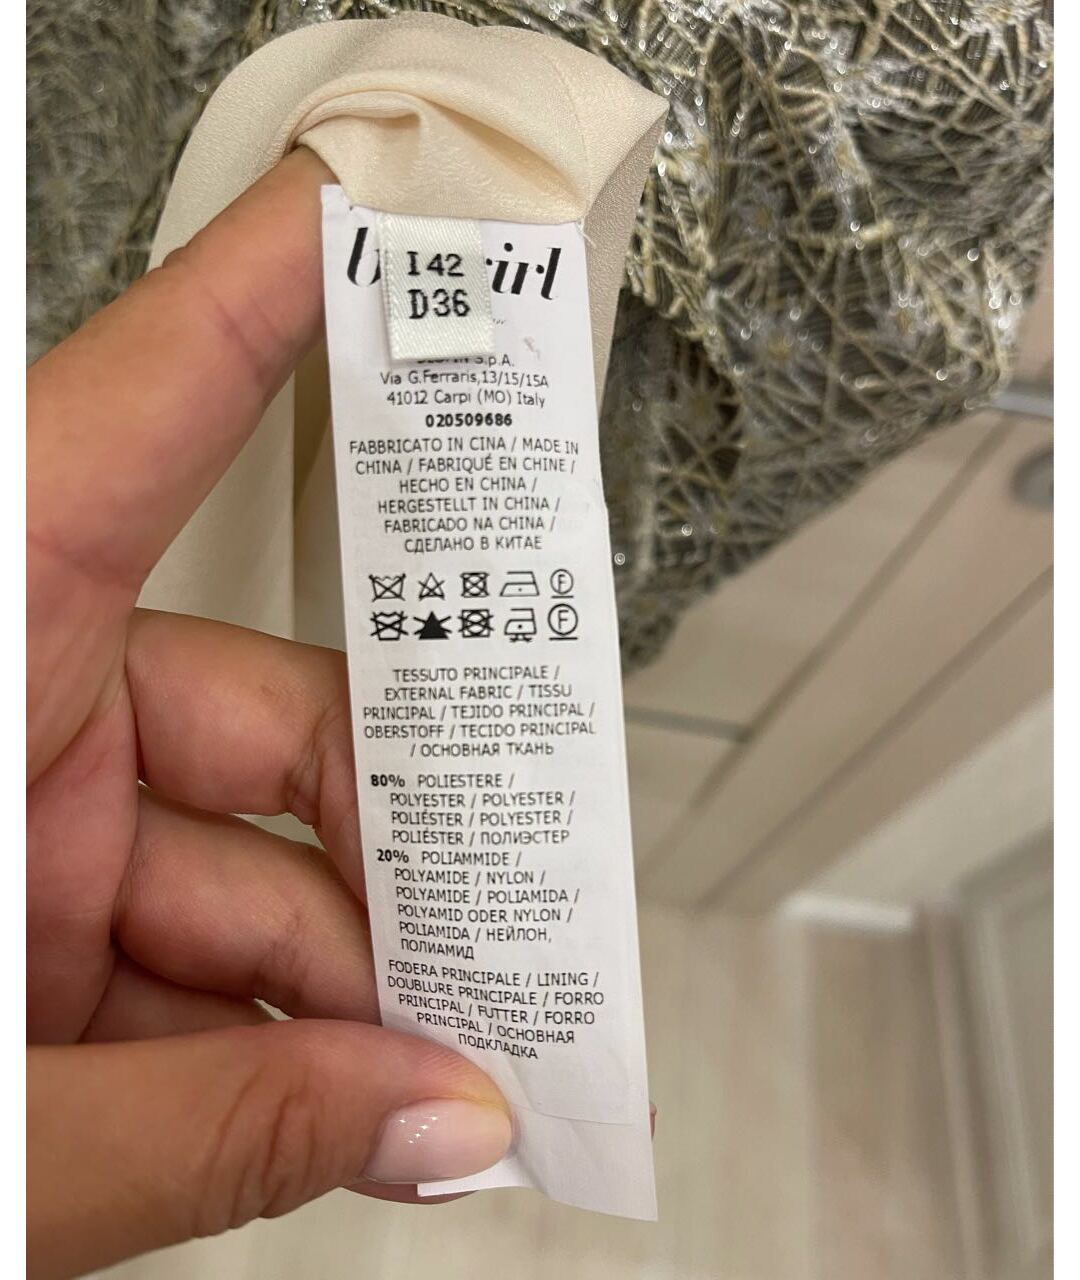 I 42
D36
S.p.A.
Via G.Ferraris,13/15/15A
41012 Carpi (MO) Italy
020509686
FABBRICATO IN CINA / MADE IN
CHINA / FABRIQUÉ EN CHINE /
HECHO EN CHINA /
HERGESTELLT IN CHINA /
FABRICADO NA CHINA /
СДЕЛАНО В КИТАЕ
F
F
TESSUTO PRINCIPALE /
EXTERNAL FABRIC / TISSU
PRINCIPAL / TEJIDO PRINCIPAL /
OBERSTOFF / TECIDO PRINCIPAL
/ ОСНОВНАЯ ТКАНЬ
80% POLIESTERE /
POLYESTER / POLYESTER /
POLIÉSTER / POLYESTER /
POLIÉSTER / ПОЛИЭСТЕР
20% POLIAMMIDE /
POLYAMIDE / NYLON /
POLYAMIDE / POLIAMIDA /
POLYAMID ODER NYLON /
POLIAMIDA / НЕЙЛОН,
ПОЛИАМИД
FODERA PRINCIPALE / LINING /
DOUBLURE PRINCIPALE / FORRO
PRINCIPAL / FUTTER / FORRO
PRINCIPAL / ОСНОВНАЯ
ПОДКЛАДКА